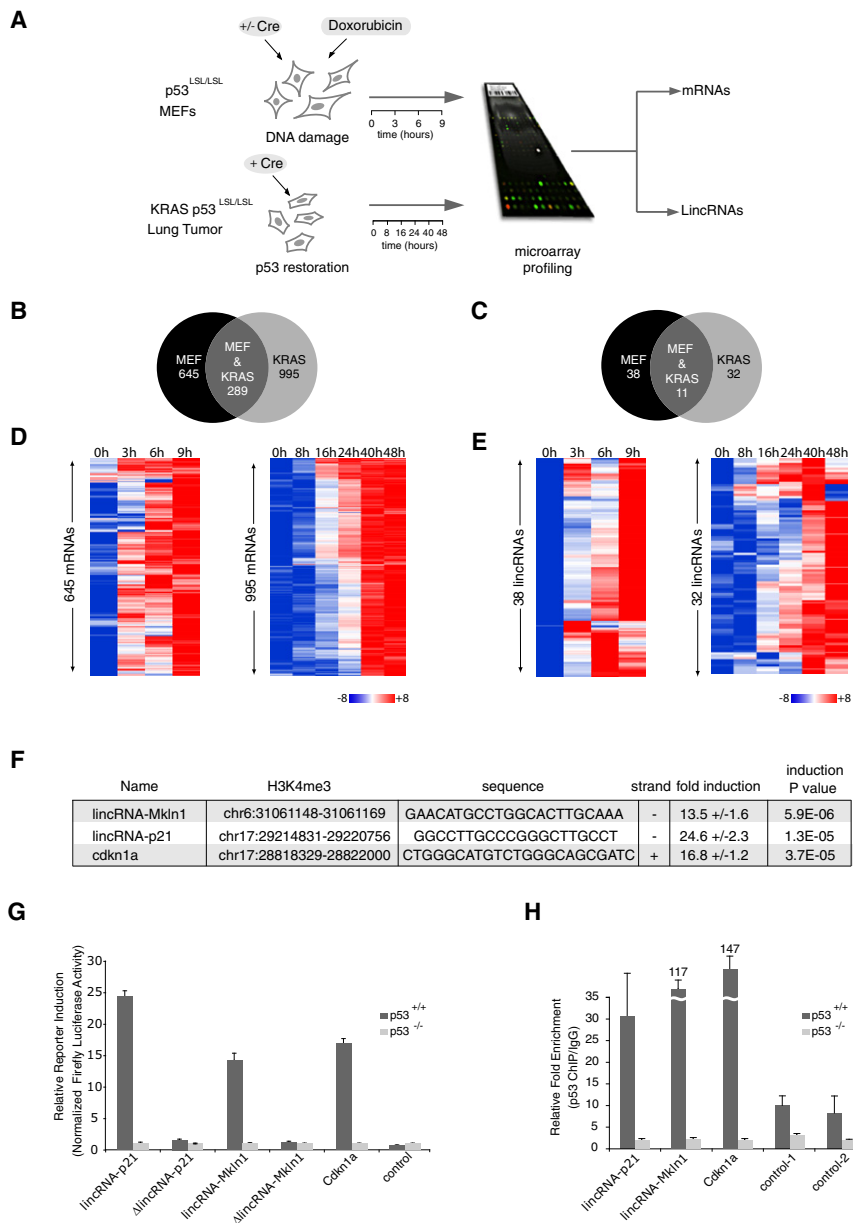 A
+/- Cre
Doxorubicin
p53 LSL/LSL
MEFs
DNA damage
0 3 6 9
time (hours)
+ Cre
KRAS p53 LSL/LSL
Lung Tumor
p53 restoration
0 8 16 24 40 48
time (hours)
microarray
profiling
mRNAs
LincRNAs
B
MEF
645
MEF
&
KRAS
289
KRAS
995
C
MEF
38
MEF
&
KRAS
11
KRAS
32
D
0h 3h 6h 9h
645 mRNAs
0h 8h 16h 24h 40h 48h
995 mRNAs
-8 +8
E
0h 3h 6h 9h
38 lincRNAs
0h 8h 16h 24h 40h 48h
32 lincRNAs
-8 +8
F
Name H3K4me3 sequence strand fold induction induction P value
lincRNA-Mkln1 chr6:31061148-31061169 GAACATGCCTGGCACTTGCAAA - 13.5 +/-1.6 5.9E-06
lincRNA-p21 chr17:29214831-29220756 GGCCTTGCCCGGGCTTGCCT - 24.6 +/-2.3 1.3E-05
cdkn1a chr17:28818329-28822000 CTGGGCATGTCTGGGCAGCGATC + 16.8 +/-1.2 3.7E-05
G
Relative Reporter Induction
(Normalized Firefly Luciferase Activity)
30
25
20
15
10
5
0
p53 +/+
p53 -/-
lincRNA-p21
ΔlincRNA-p21
lincRNA-Mkln1
ΔlincRNA-Mkln1
Cdkn1a
control
H
Relative Fold Enrichment
(p53 ChIP/IgG)
35
30
25
20
15
10
5
0
117
147
p53 +/+
p53 -/-
lincRNA-p21
lincRNA-Mkln1
Cdkn1a
control-1
control-2